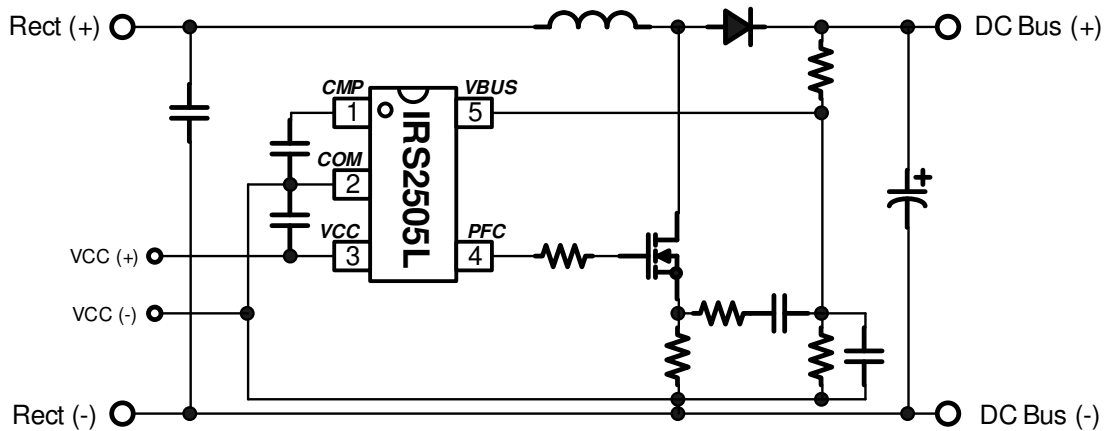 Rect (+)
DC Bus (+)
CMP
VBUS
1
5
IRS2505L
COM
2
VCC
PFC
3
4
VCC (+)
VCC (-)
+
Rect (-)
DC Bus (-)